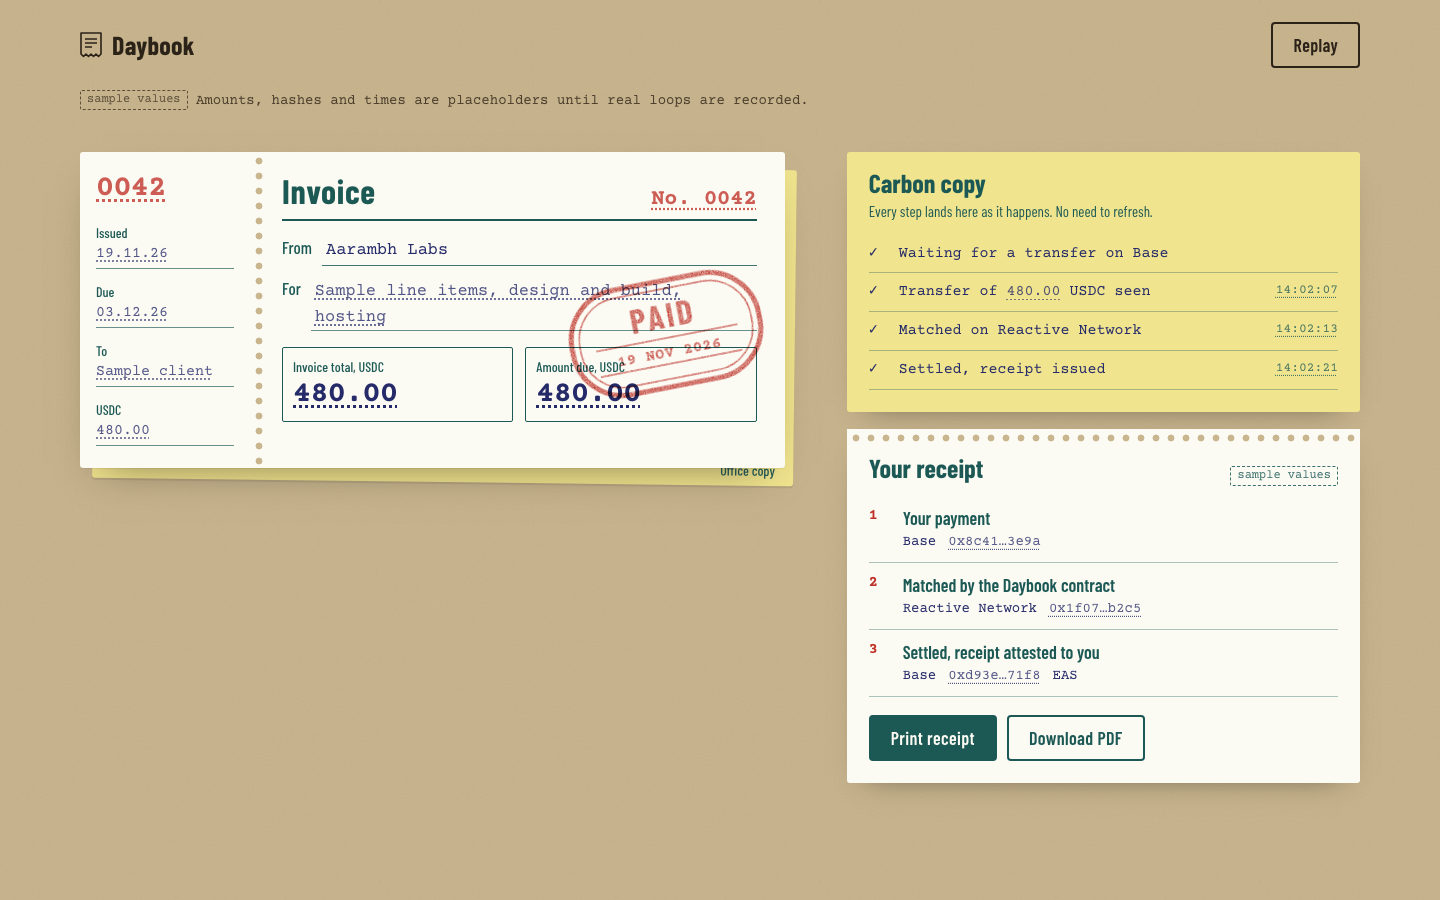 Daybook
Replay
sample values Amounts, hashes and times are placeholders until real loops are recorded.
0042
Issued
19.11.26
Due
03.12.26
To
Sample client
USDC
480.00
Invoice
No. 0042
From Aarambh Labs
For Sample line items, design and build,
hosting
PAID
19 NOV 2026
Invoice total, USDC
480.00
Amount due, USDC
480.00
Office copy
Carbon copy
Every step lands here as it happens. No need to refresh.
✓ Waiting for a transfer on Base
✓ Transfer of 480.00 USDC seen 14:02:07
✓ Matched on Reactive Network 14:02:13
✓ Settled, receipt issued 14:02:21
Your receipt
sample values
1 Your payment
Base 0x8c41…3e9a
2 Matched by the Daybook contract
Reactive Network 0x1f07…b2c5
3 Settled, receipt attested to you
Base 0xd93e…71f8 EAS
Print receipt
Download PDF